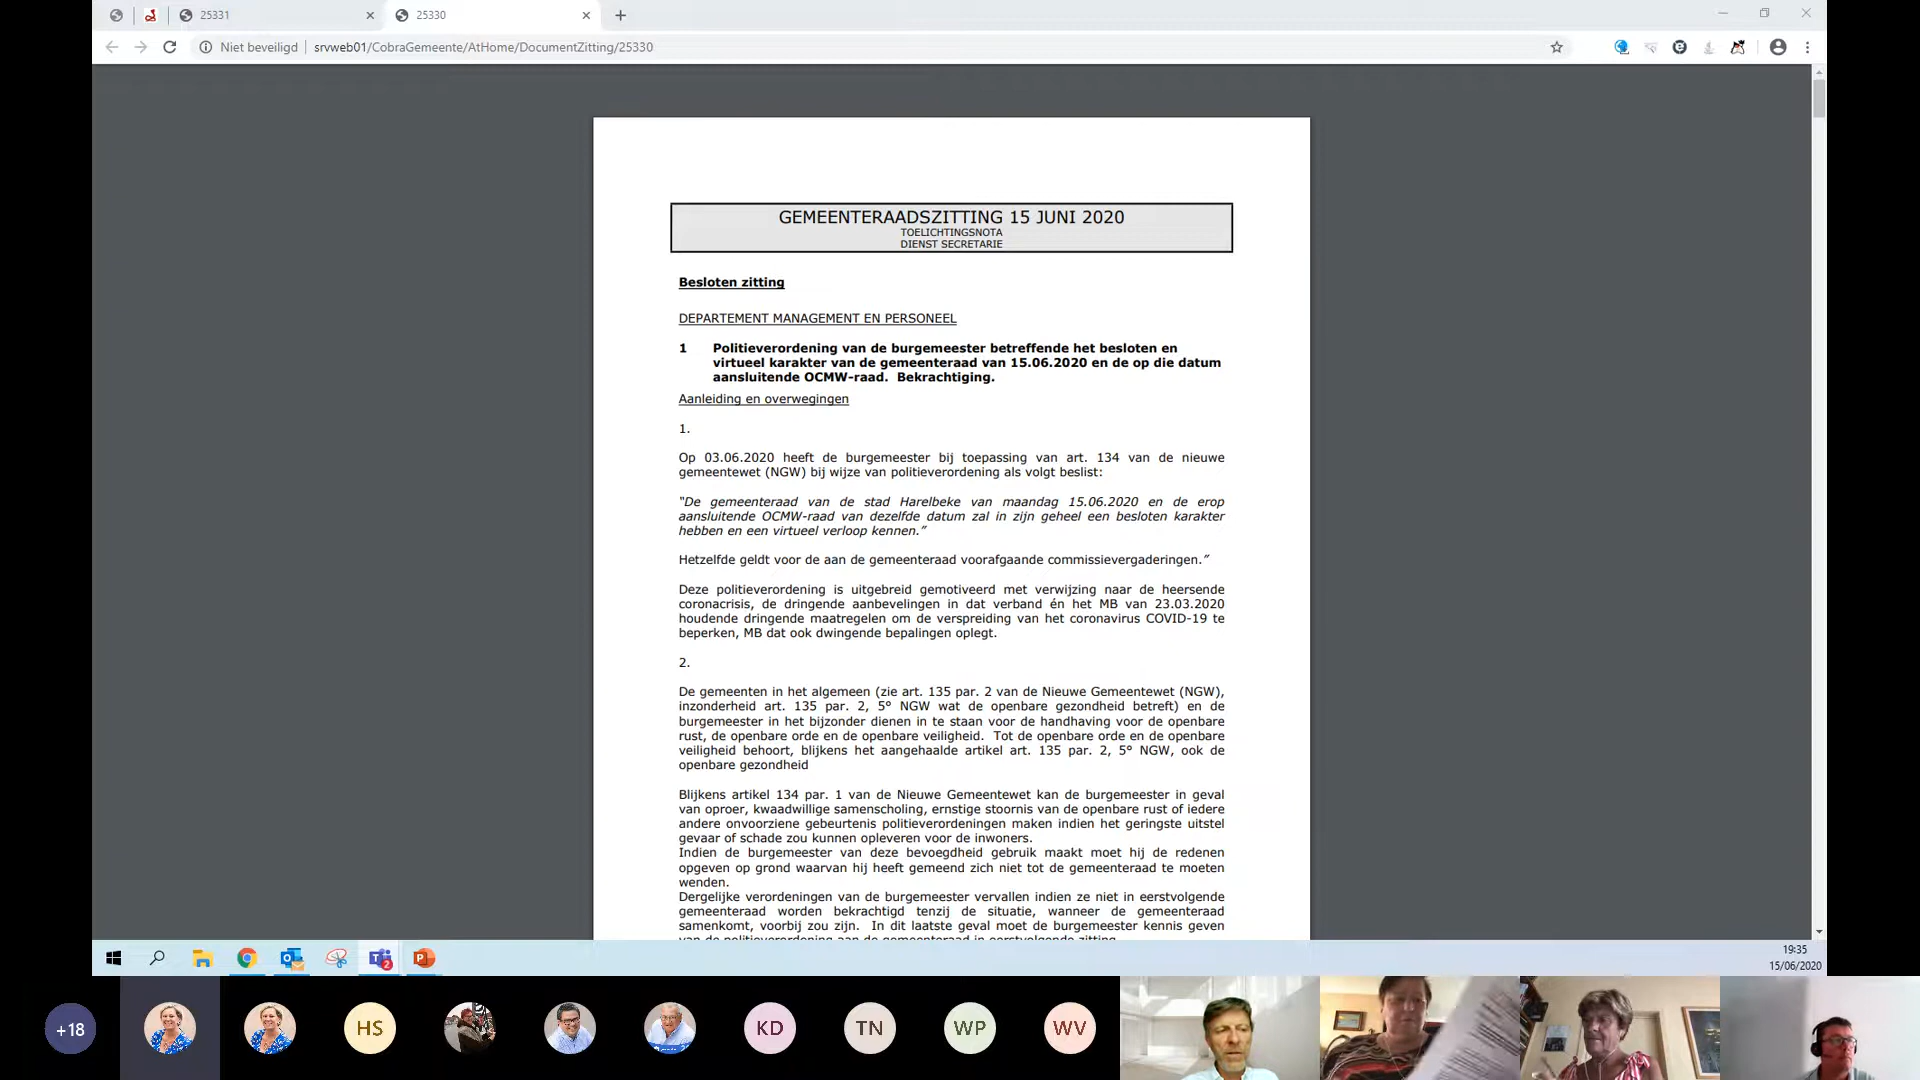 25331
25330
Niet beveiligd
srvweb01/CobraGemeente/AtHome/DocumentZitting/25330
GEMEENTERAADSZITTING 15 JUNI 2020
TOELICHTINGSNOTA
DIENST SECRETARIE
Besloten zitting
DEPARTEMENT MANAGEMENT EN PERSONEEL
1 Politieverordening van de burgemeester betreffende het besloten en
virtueel karakter van de gemeenteraad van 15.06.2020 en de op die datum
aansluitende OCMW-raad. Bekrachtiging.
Aanleiding en overwegingen
1.
Op 03.06.2020 heeft de burgemeester bij toepassing van art. 134 van de nieuwe
gemeentewet (NGW) bij wijze van politieverordening als volgt beslist:
"De gemeenteraad van de stad Harelbeke van maandag 15.06.2020 en de erop
aansluitende OCMW-raad van dezelfde datum zal in zijn geheel een besloten karakter
hebben en een virtueel verloop kennen."
Hetzelfde geldt voor de aan de gemeenteraad voorafgaande commissievergaderingen."
Deze politieverordening is uitgebreid gemotiveerd met verwijzing naar de heersende
coronacrisis, de dringende aanbevelingen in dat verband én het MB van 23.03.2020
houdende dringende maatregelen om de verspreiding van het coronavirus COVID-19 te
beperken, MB dat ook dwingende bepalingen oplegt.
2.
De gemeenten in het algemeen (zie art. 135 par. 2 van de Nieuwe Gemeentewet (NGW),
inzonderheid art. 135 par. 2, 5° NGW wat de openbare gezondheid betreft) en de
burgemeester in het bijzonder dienen in te staan voor de handhaving voor de openbare
rust, de openbare orde en de openbare veiligheid. Tot de openbare orde en de openbare
veiligheid behoort, blijkens het aangehaalde artikel art. 135 par. 2, 5° NGW, ook de
openbare gezondheid
Blijkens artikel 134 par. 1 van de Nieuwe Gemeentewet kan de burgemeester in geval
van oproer, kwaadwillige samenscholing, ernstige stoornis van de openbare rust of iedere
andere onvoorziene gebeurtenis politieverordeningen maken indien het geringste uitstel
gevaar of schade zou kunnen opleveren voor de inwoners.
Indien de burgemeester van deze bevoegdheid gebruik maakt moet hij de redenen
opgeven op grond waarvan hij heeft gemeend zich niet tot de gemeenteraad te moeten
wenden.
Dergelijke verordeningen van de burgemeester vervallen indien ze niet in eerstvolgende
gemeenteraad worden bekrachtigd tenzij de situatie, wanneer de gemeenteraad
samenkomt, voorbij zou zijn. In dit laatste geval moet de burgemeester kennis geven
van de politieverordening aan de gemeenteraad in eerstvolgende zitting.
19:35
15/06/2020
+18
HS
KD
TN
WP
WV